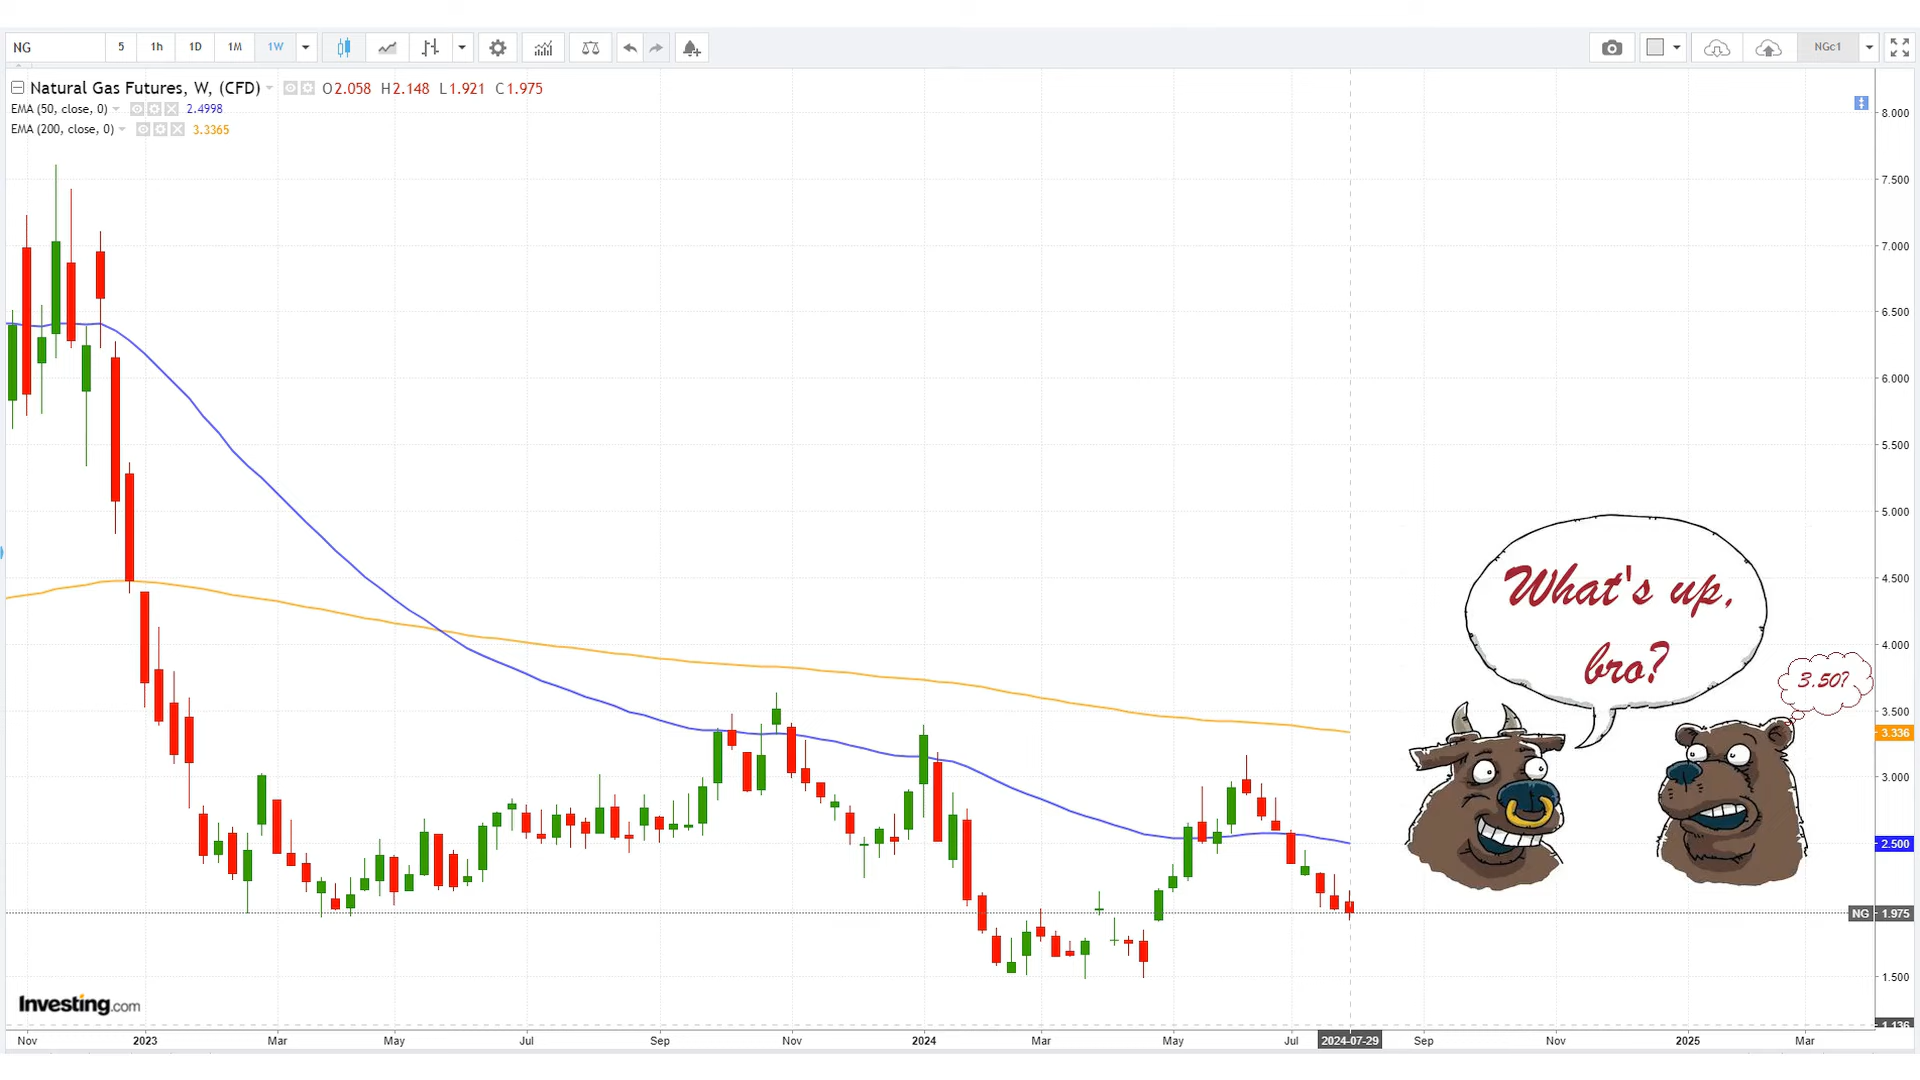 NG 5 1h 1D 1M 1W NGc1
Natural Gas Futures, W, (CFD) O2.058 H2.148 L1.921 C1.975
EMA (50, close, 0) 2.4998
EMA (200, close, 0) 3.3365
8.000
7.500
7.000
6.500
6.000
5.500
5.000
4.500
4.000
3.500
3.336
3.000
2.500
NG 1.975
1.500
1.136
What's up,
bro?
3.50?
Investing.com
Nov 2023 Mar May Jul Sep Nov 2024 Mar May Jul 2024-07-29 Sep Nov 2025 Mar